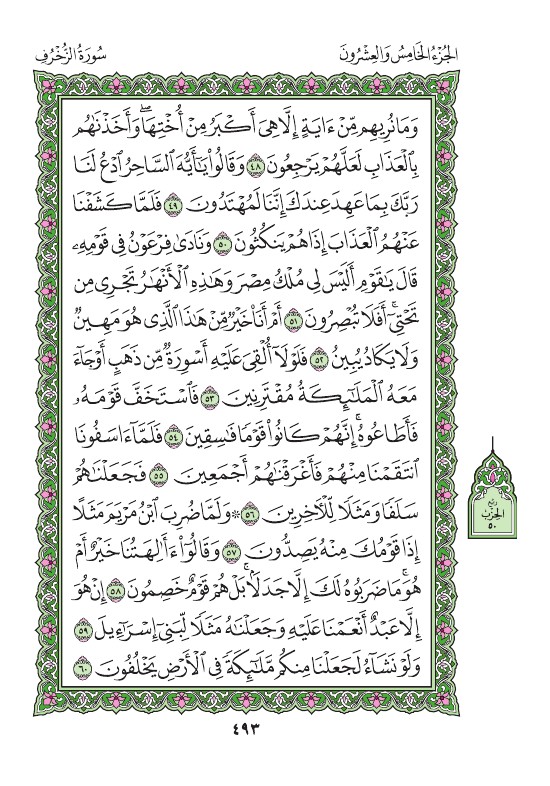 الجُزْءُ الخَامِسُ وَالعِشْرُونَ
سُورَةُ الزُّخْرُفِ
وَمَا نُرِيهِم مِّنْ ءَايَةٍ إِلَّا هِىَ أَكْبَرُ مِنْ أُخْتِهَاۖ وَأَخَذْنَٰهُم
بِٱلْعَذَابِ لَعَلَّهُمْ يَرْجِعُونَ ٤٨ وَقَالُوا۟ يَٰٓأَيُّهَ ٱلسَّاحِرُ ٱدْعُ لَنَا
رَبَّكَ بِمَا عَهِدَ عِندَكَ إِنَّنَا لَمُهْتَدُونَ ٤٩ فَلَمَّا كَشَفْنَا
عَنْهُمُ ٱلْعَذَابَ إِذَا هُمْ يَنكُثُونَ ٥٠ وَنَادَىٰ فِرْعَوْنُ فِى قَوْمِهِۦ
قَالَ يَٰقَوْمِ أَلَيْسَ لِى مُلْكُ مِصْرَ وَهَٰذِهِ ٱلْأَنْهَٰرُ تَجْرِى مِن
تَحْتِىٓۚ أَفَلَا تُبْصِرُونَ ٥١ أَمْ أَنَا۠ خَيْرٌ مِّنْ هَٰذَا ٱلَّذِى هُوَ مَهِينٌ
وَلَا يَكَادُ يُبِينُ ٥٢ فَلَوْلَآ أُلْقِىَ عَلَيْهِ أَسْوِرَةٌ مِّن ذَهَبٍ أَوْ جَآءَ
مَعَهُ ٱلْمَلَٰٓئِكَةُ مُقْتَرِنِينَ ٥٣ فَٱسْتَخَفَّ قَوْمَهُۥ
فَأَطَاعُوهُۚ إِنَّهُمْ كَانُوا۟ قَوْمًا فَٰسِقِينَ ٥٤ فَلَمَّآ ءَاسَفُونَا
ٱنتَقَمْنَا مِنْهُمْ فَأَغْرَقْنَٰهُمْ أَجْمَعِينَ ٥٥ فَجَعَلْنَٰهُمْ
سَلَفًا وَمَثَلًا لِّلْءَاخِرِينَ ٥٦ ۞ وَلَمَّا ضُرِبَ ٱبْنُ مَرْيَمَ مَثَلًا
إِذَا قَوْمُكَ مِنْهُ يَصِدُّونَ ٥٧ وَقَالُوٓا۟ ءَأَٰلِهَتُنَا خَيْرٌ أَمْ
هُوَۚ مَا ضَرَبُوهُ لَكَ إِلَّا جَدَلًۢاۚ بَلْ هُمْ قَوْمٌ خَصِمُونَ ٥٨ إِنْ هُوَ
إِلَّا عَبْدٌ أَنْعَمْنَا عَلَيْهِ وَجَعَلْنَٰهُ مَثَلًا لِّبَنِىٓ إِسْرَٰٓءِيلَ ٥٩
وَلَوْ نَشَآءُ لَجَعَلْنَا مِنكُم مَّلَٰٓئِكَةً فِى ٱلْأَرْضِ يَخْلُفُونَ ٦٠
رُبع
الحِزْب
٥٠
٤٩٣